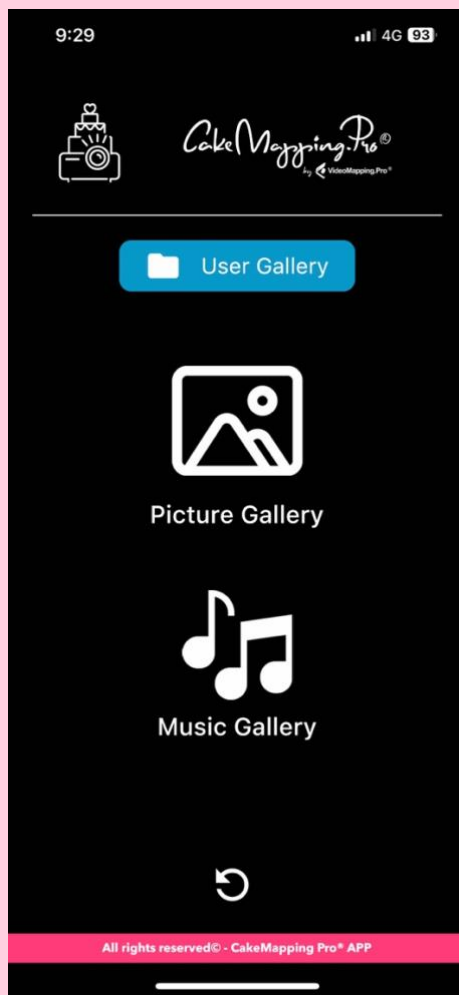 9:29
4G 93
CakeMapping.Pro®
by VideoMapping.Pro®
User Gallery
Picture Gallery
Music Gallery
All rights reserved© - CakeMapping Pro® APP